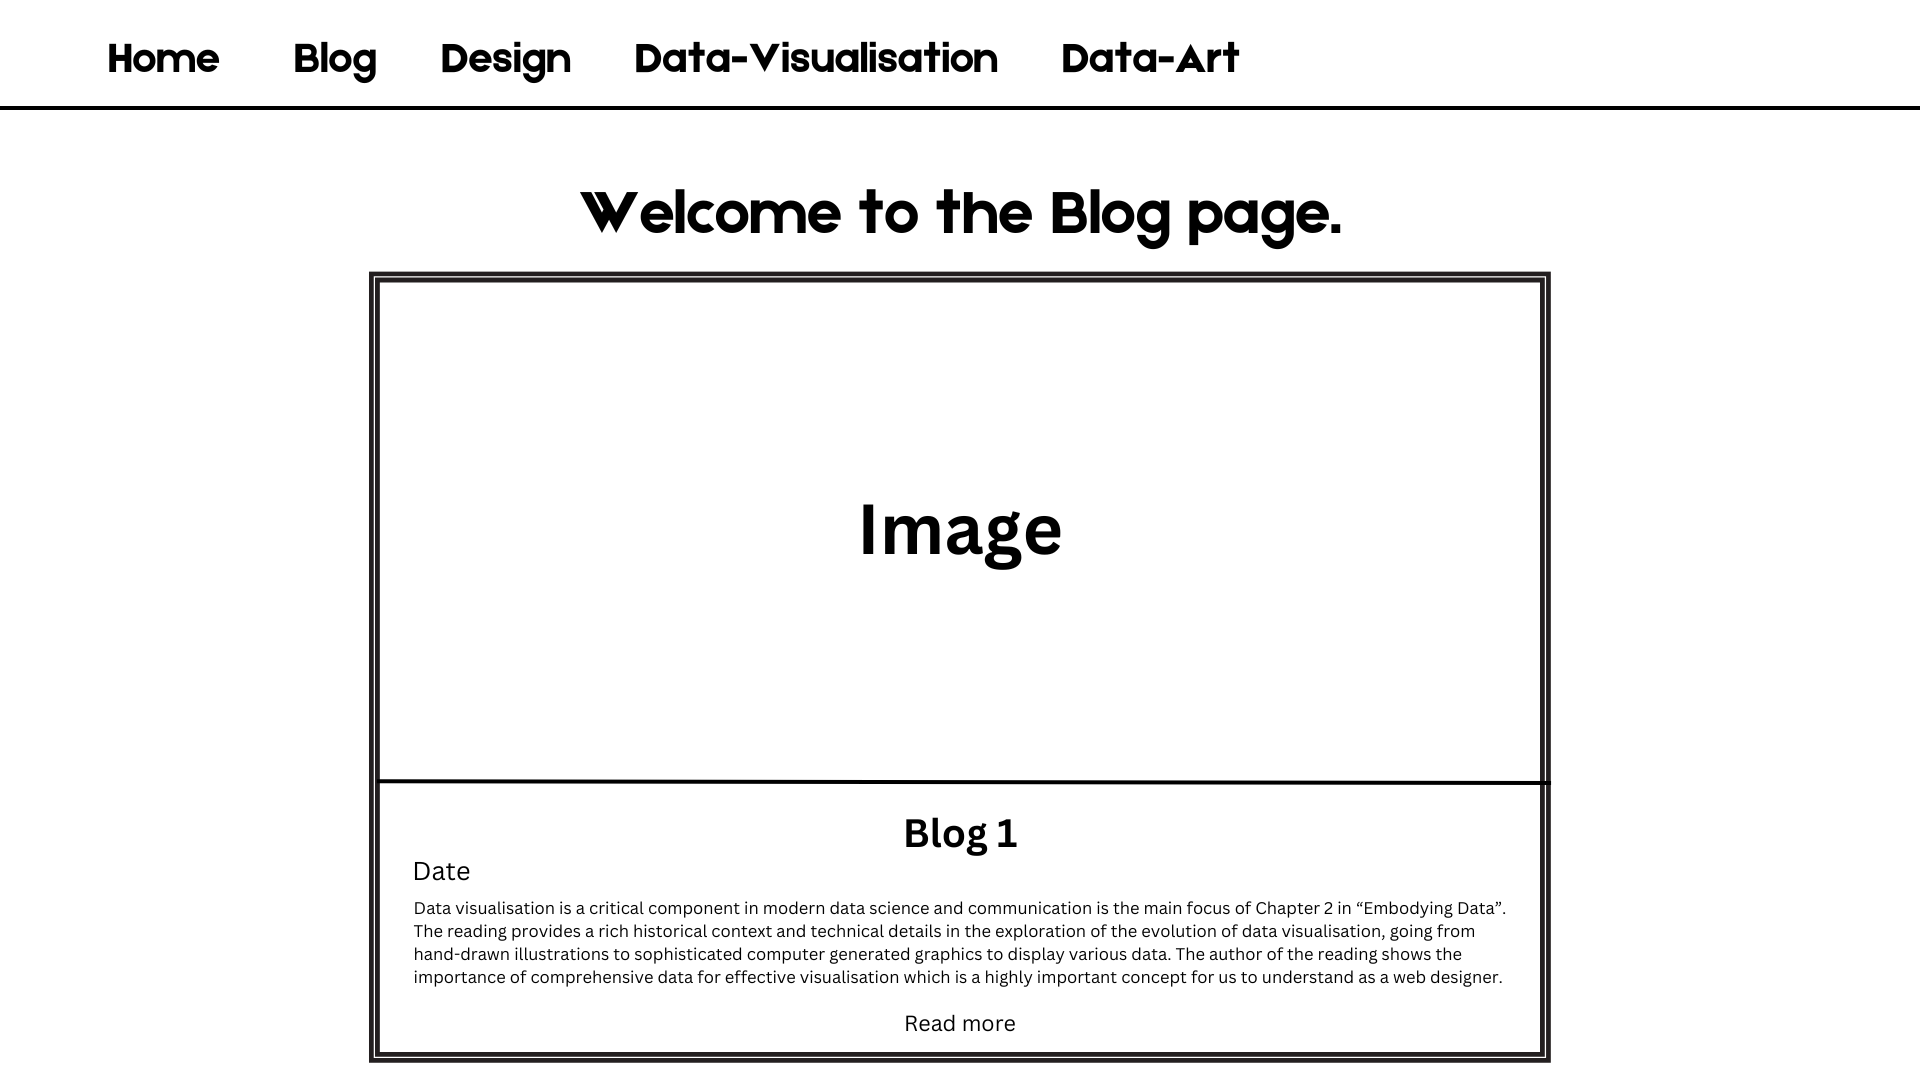 Home Blog Design Data-Visualisation Data-Art
Welcome to the Blog page.
Image
Blog 1
Date
Data visualisation is a critical component in modern data science and communication is the main focus of Chapter 2 in “Embodying Data”.
The reading provides a rich historical context and technical details in the exploration of the evolution of data visualisation, going from
hand-drawn illustrations to sophisticated computer generated graphics to display various data. The author of the reading shows the
importance of comprehensive data for effective visualisation which is a highly important concept for us to understand as a web designer.
Read more